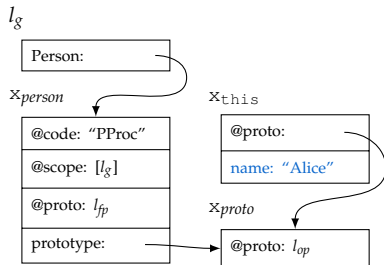 l_g
Person:
x_person
@code: “PProc”
@scope: [l_g]
@proto: l_fp
prototype:
x_this
@proto:
name: “Alice”
x_proto
@proto: l_op